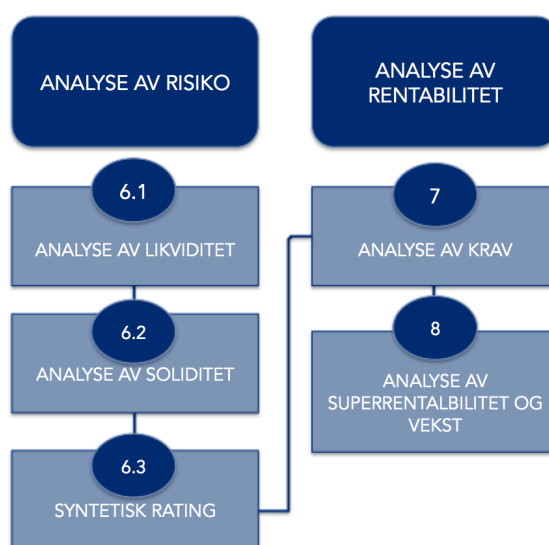 ANALYSE AV RISIKO
6.1
ANALYSE AV LIKVIDITET
6.2
ANALYSE AV SOLIDITET
6.3
SYNTETISK RATING
ANALYSE AV
RENTABILITET
7
ANALYSE AV KRAV
8
ANALYSE AV
SUPERRENTALBILITET OG
VEKST